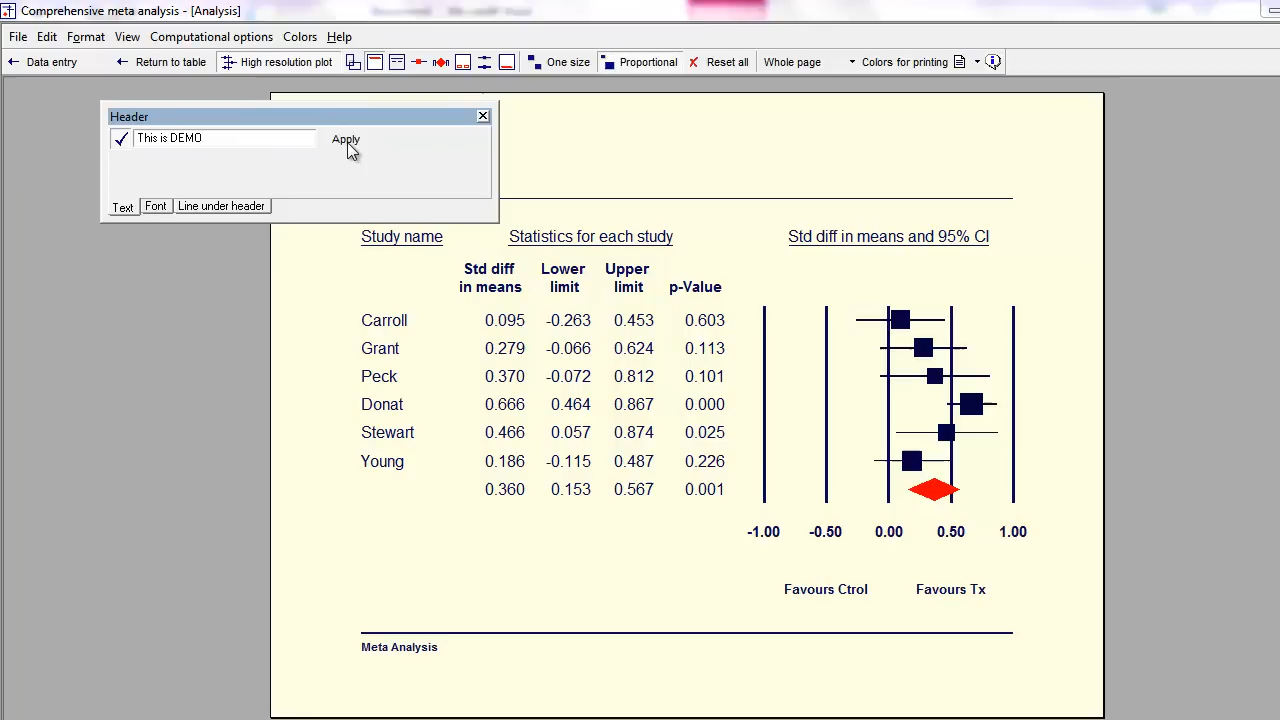 Comprehensive meta analysis - [Analysis]
File Edit Format View Computational options Colors Help
Data entry Return to table High resolution plot One size Proportional Reset all Whole page Colors for printing
Header
This is DEMO Apply
Text Font Line under header
Study name Statistics for each study Std diff in means and 95% CI
Std diff Lower Upper
in means limit limit p-Value
Carroll 0.095 -0.263 0.453 0.603
Grant 0.279 -0.066 0.624 0.113
Peck 0.370 -0.072 0.812 0.101
Donat 0.666 0.464 0.867 0.000
Stewart 0.466 0.057 0.874 0.025
Young 0.186 -0.115 0.487 0.226
0.360 0.153 0.567 0.001
-1.00 -0.50 0.00 0.50 1.00
Favours Ctrol Favours Tx
Meta Analysis